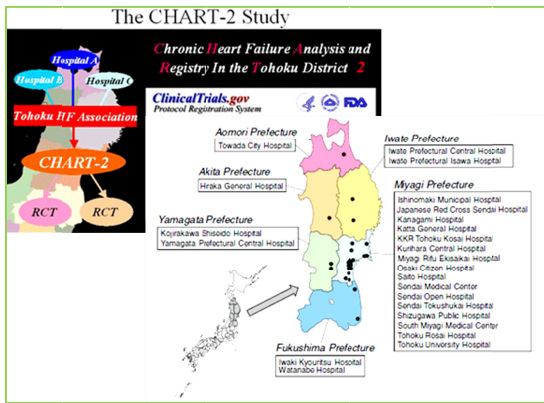 The CHART-2 Study
Hospital A
Hospital B
Hospital C
Tohoku HF Association
CHART-2
RCT
RCT
Chronic Heart Failure Analysis and
Registry In the Tohoku District 2
ClinicalTrials.gov
Protocol Registration System
FDA
Aomori Prefecture
Towada City Hospital
Iwate Prefecture
Iwate Prefectural Central Hospital
Iwate Prefectural Isawa Hospital
Akita Prefecture
Hraka General Hospital
Miyagi Prefecture
Ishinomaki Municipal Hospital
Japanese Red Cross Sendai Hospital
Kanagami Hospital
Katta General Hospital
KKR Tohoku Kosai Hospital
Kurihara Central Hospital
Miyagi Rifu Ekisaikai Hospital
Osaki Citizen Hospital
Saito Hospital
Sendai Medical Center
Sendai Open Hospital
Sendai Tokushukai Hospital
Shizugawa Public Hospital
South Miyagi Medical Center
Tohoku Rosai Hospital
Tohoku University Hospital
Yamagata Prefecture
Kojirakawa Shiseido Hospital
Yamagata Prefectural Central Hospital
Fukushima Prefecture
Iwaki Kyouritsu Hospital
Watanabe Hospital